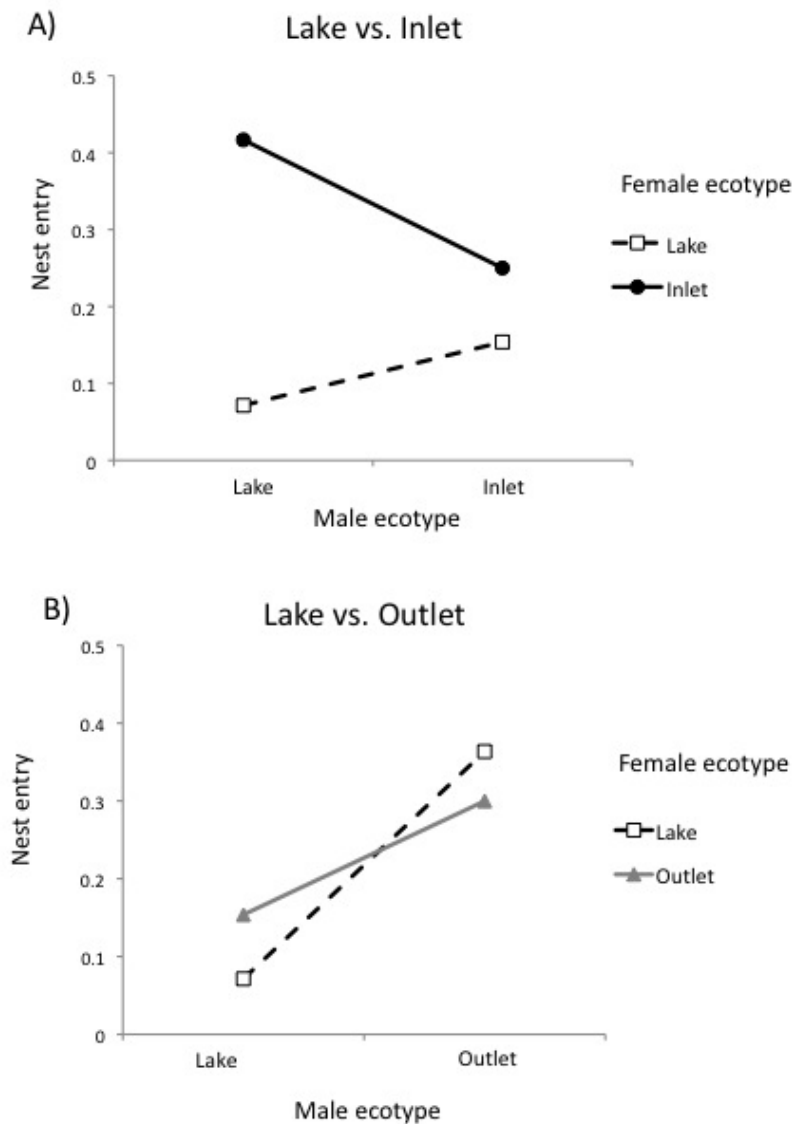 A)
Lake vs. Inlet
0.5
0.4
0.3
0.2
0.1
0
Nest entry
Lake
Inlet
Male ecotype
Female ecotype
Lake
Inlet
B)
Lake vs. Outlet
0.5
0.4
0.3
0.2
0.1
0
Nest entry
Lake
Outlet
Male ecotype
Female ecotype
Lake
Outlet